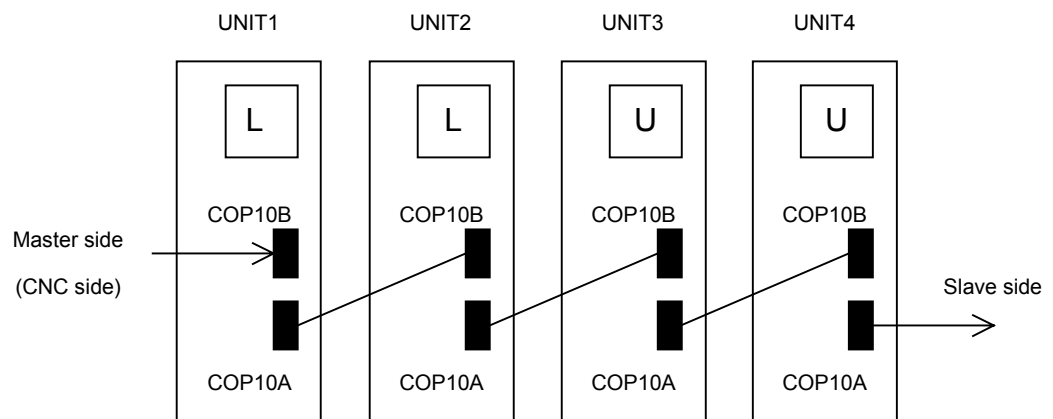 UNIT1 UNIT2 UNIT3 UNIT4
L L U U
COP10B COP10B COP10B COP10B
Master side
(CNC side)
Slave side
COP10A COP10A COP10A COP10A